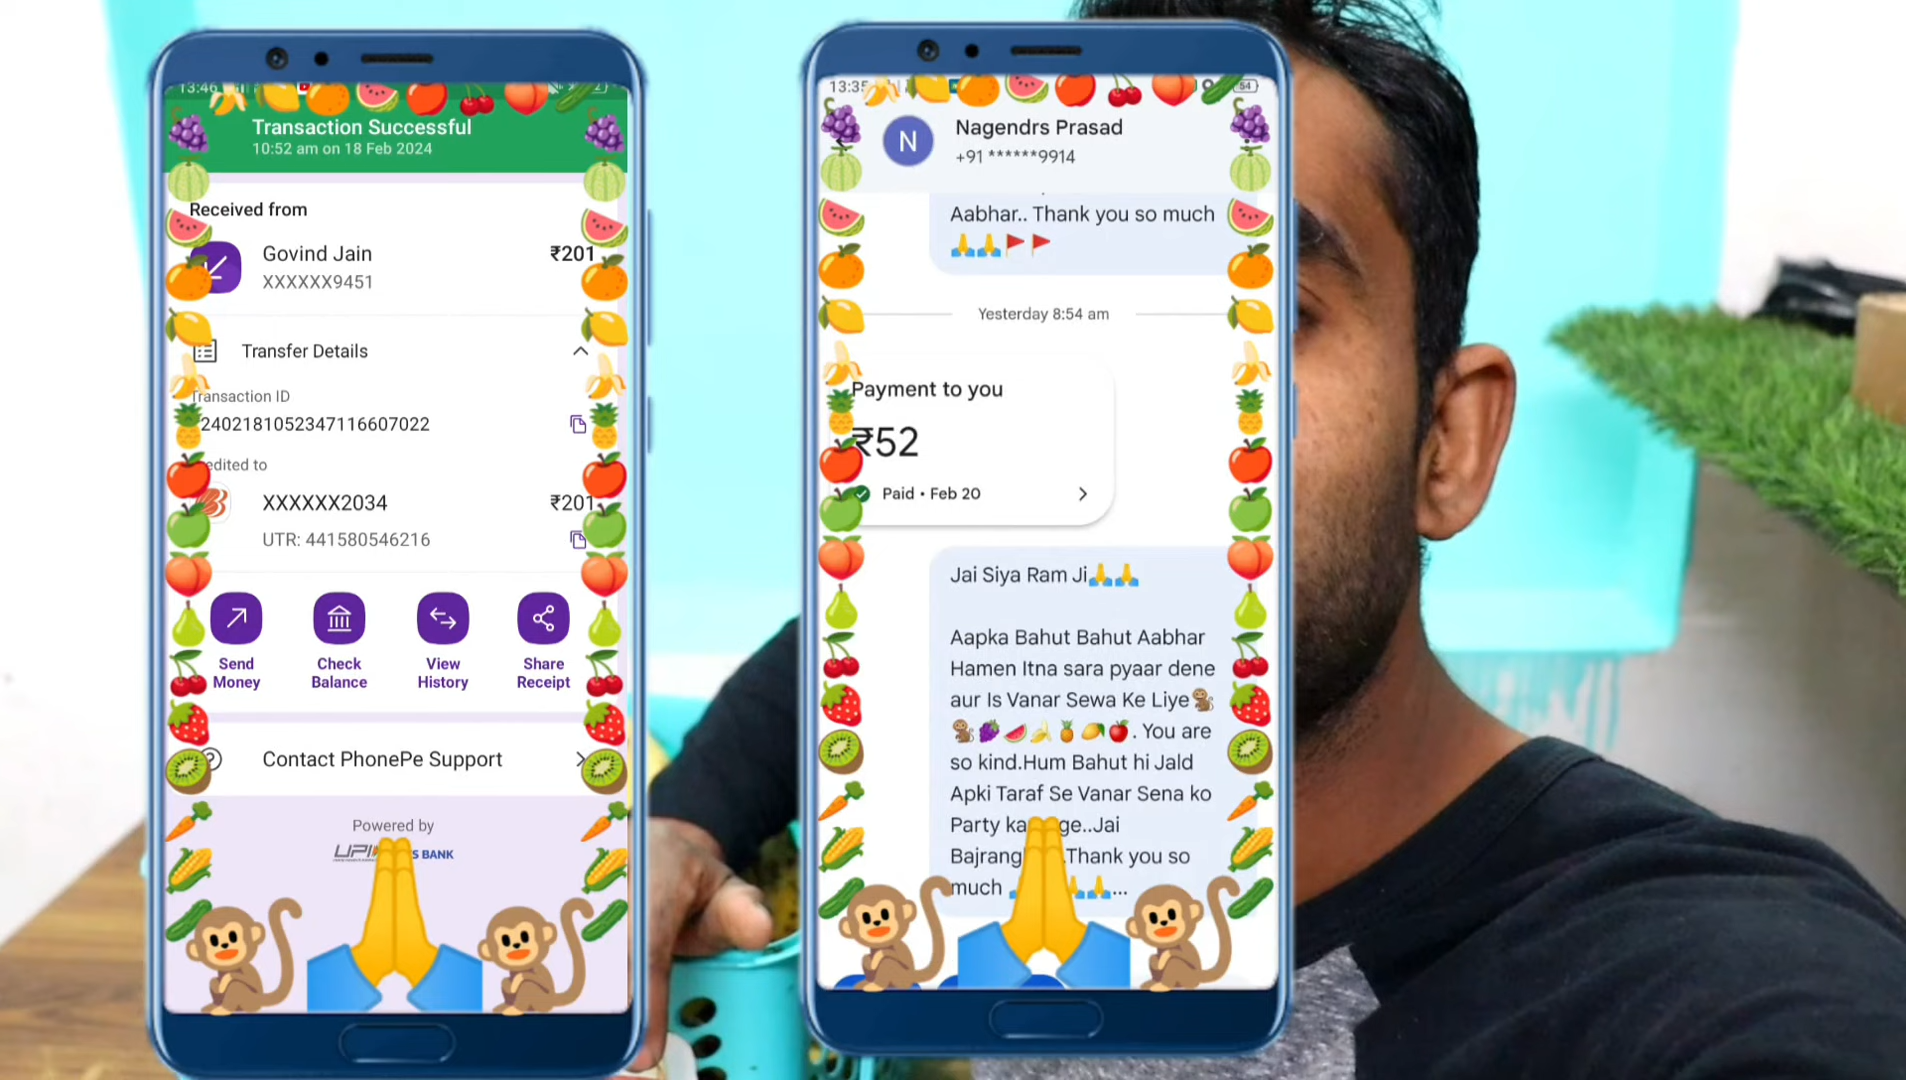 13:46
Transaction Successful
10:52 am on 18 Feb 2024
Received from
Govind Jain
₹201
XXXXXX9451
Transfer Details
Transaction ID
2402181052347116607022
edited to
XXXXXX2034
₹201
UTR: 441580546216
Send Money
Check Balance
View History
Share Receipt
Contact PhonePe Support
Powered by
UPI
S BANK
13:35
54
N
Nagendrs Prasad
+91 ******9914
Aabhar.. Thank you so much
🙏🙏🚩🚩
Yesterday 8:54 am
Payment to you
₹52
Paid • Feb 20
Jai Siya Ram Ji🙏🙏
Aapka Bahut Bahut Aabhar
Hamen Itna sara pyaar dene
aur Is Vanar Sewa Ke Liye🐒
🐒🍇🍉🍌🍍🥭🍎. You are
so kind.Hum Bahut hi Jald
Apki Taraf Se Vanar Sena ko
Party ka ge..Jai
Bajrang .Thank you so
much 🙏🙏...